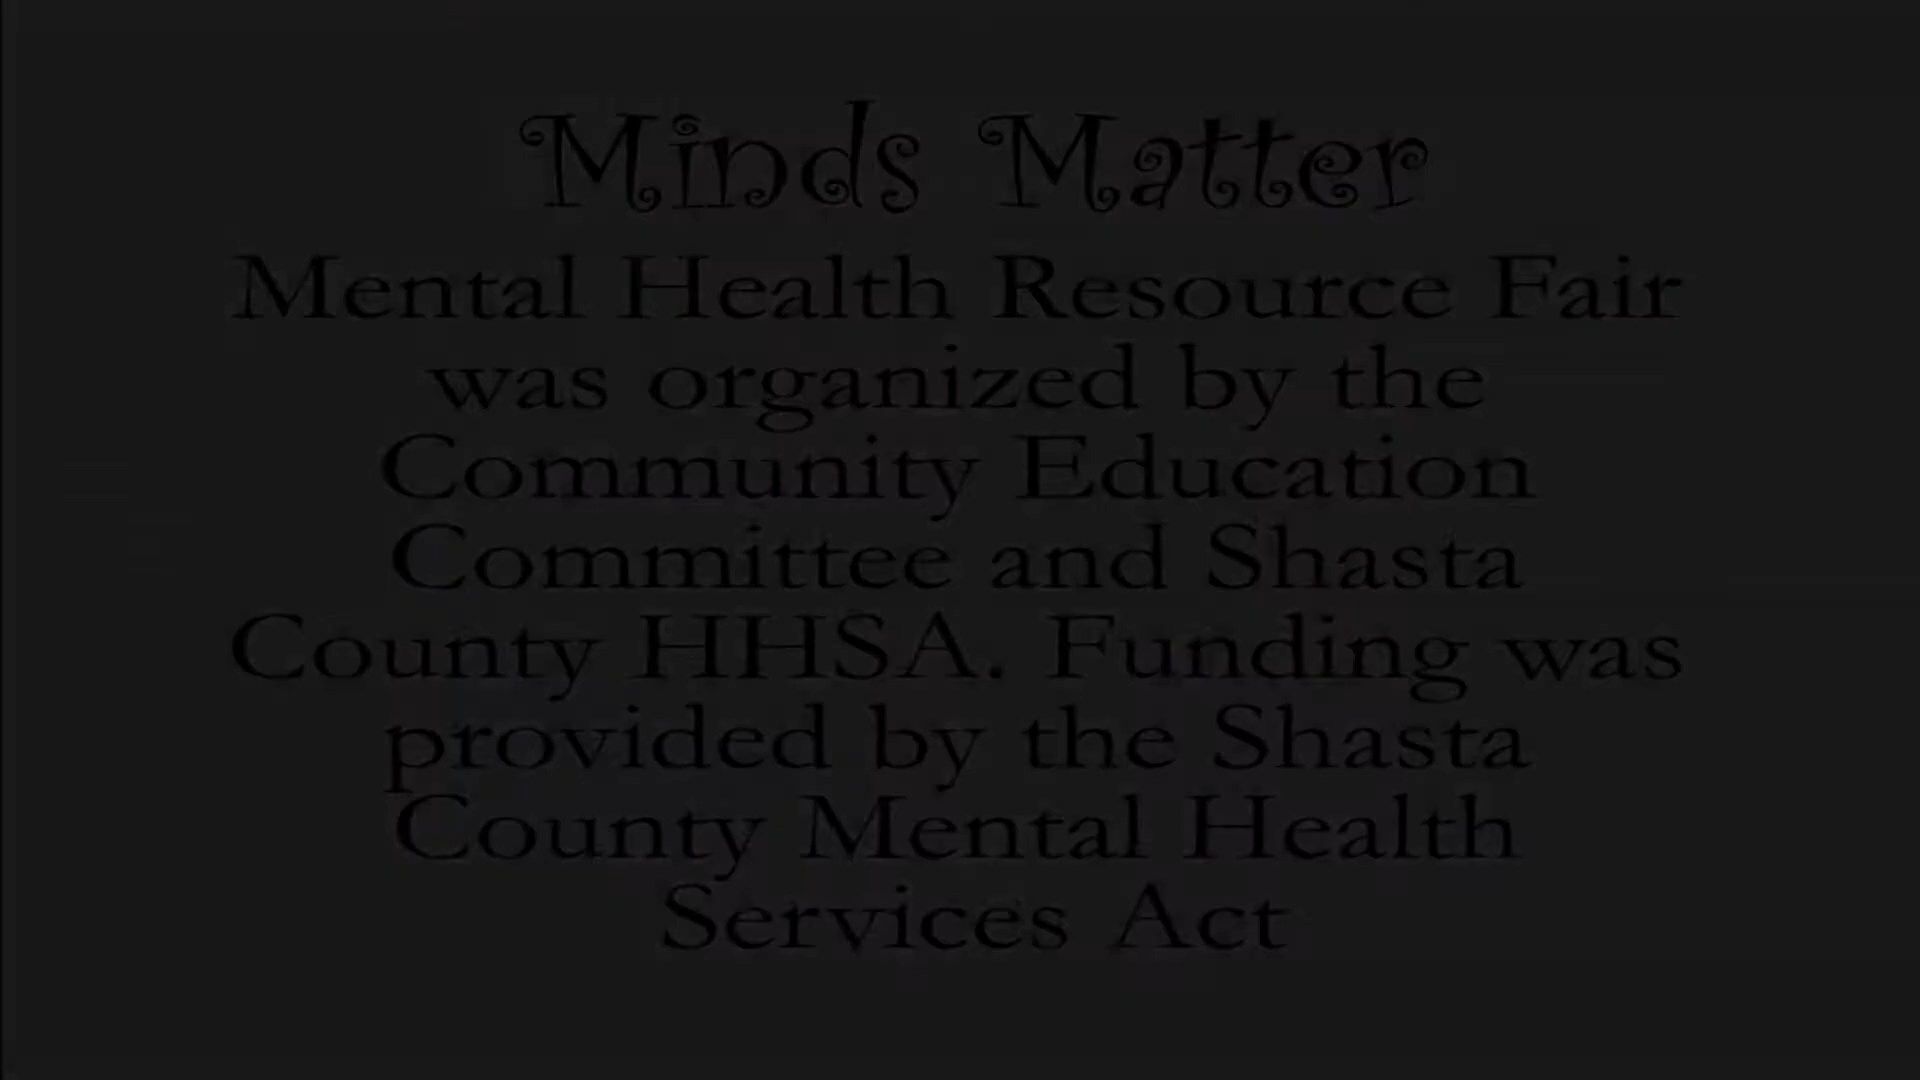 Minds Matter
Mental Health Resource Fair
was organized by the
Community Education
Committee and Shasta
County HHSA. Funding was
provided by the Shasta
County Mental Health
Services Act